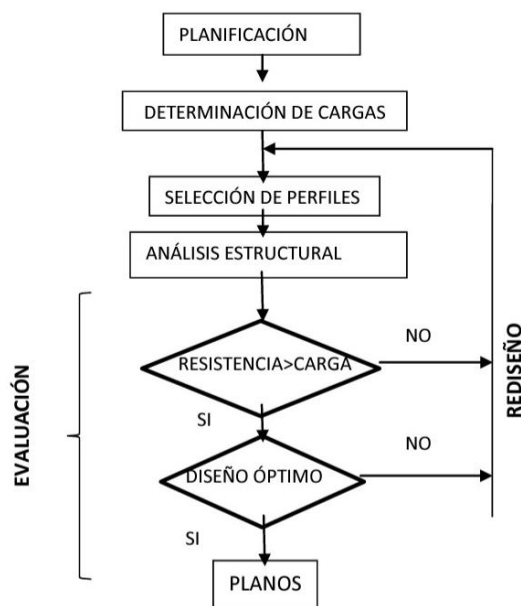 PLANIFICACIÓN
DETERMINACIÓN DE CARGAS
SELECCIÓN DE PERFILES
ANÁLISIS ESTRUCTURAL
RESISTENCIA>CARGA
NO
SI
DISEÑO ÓPTIMO
NO
SI
PLANOS
EVALUACIÓN
REDISEÑO